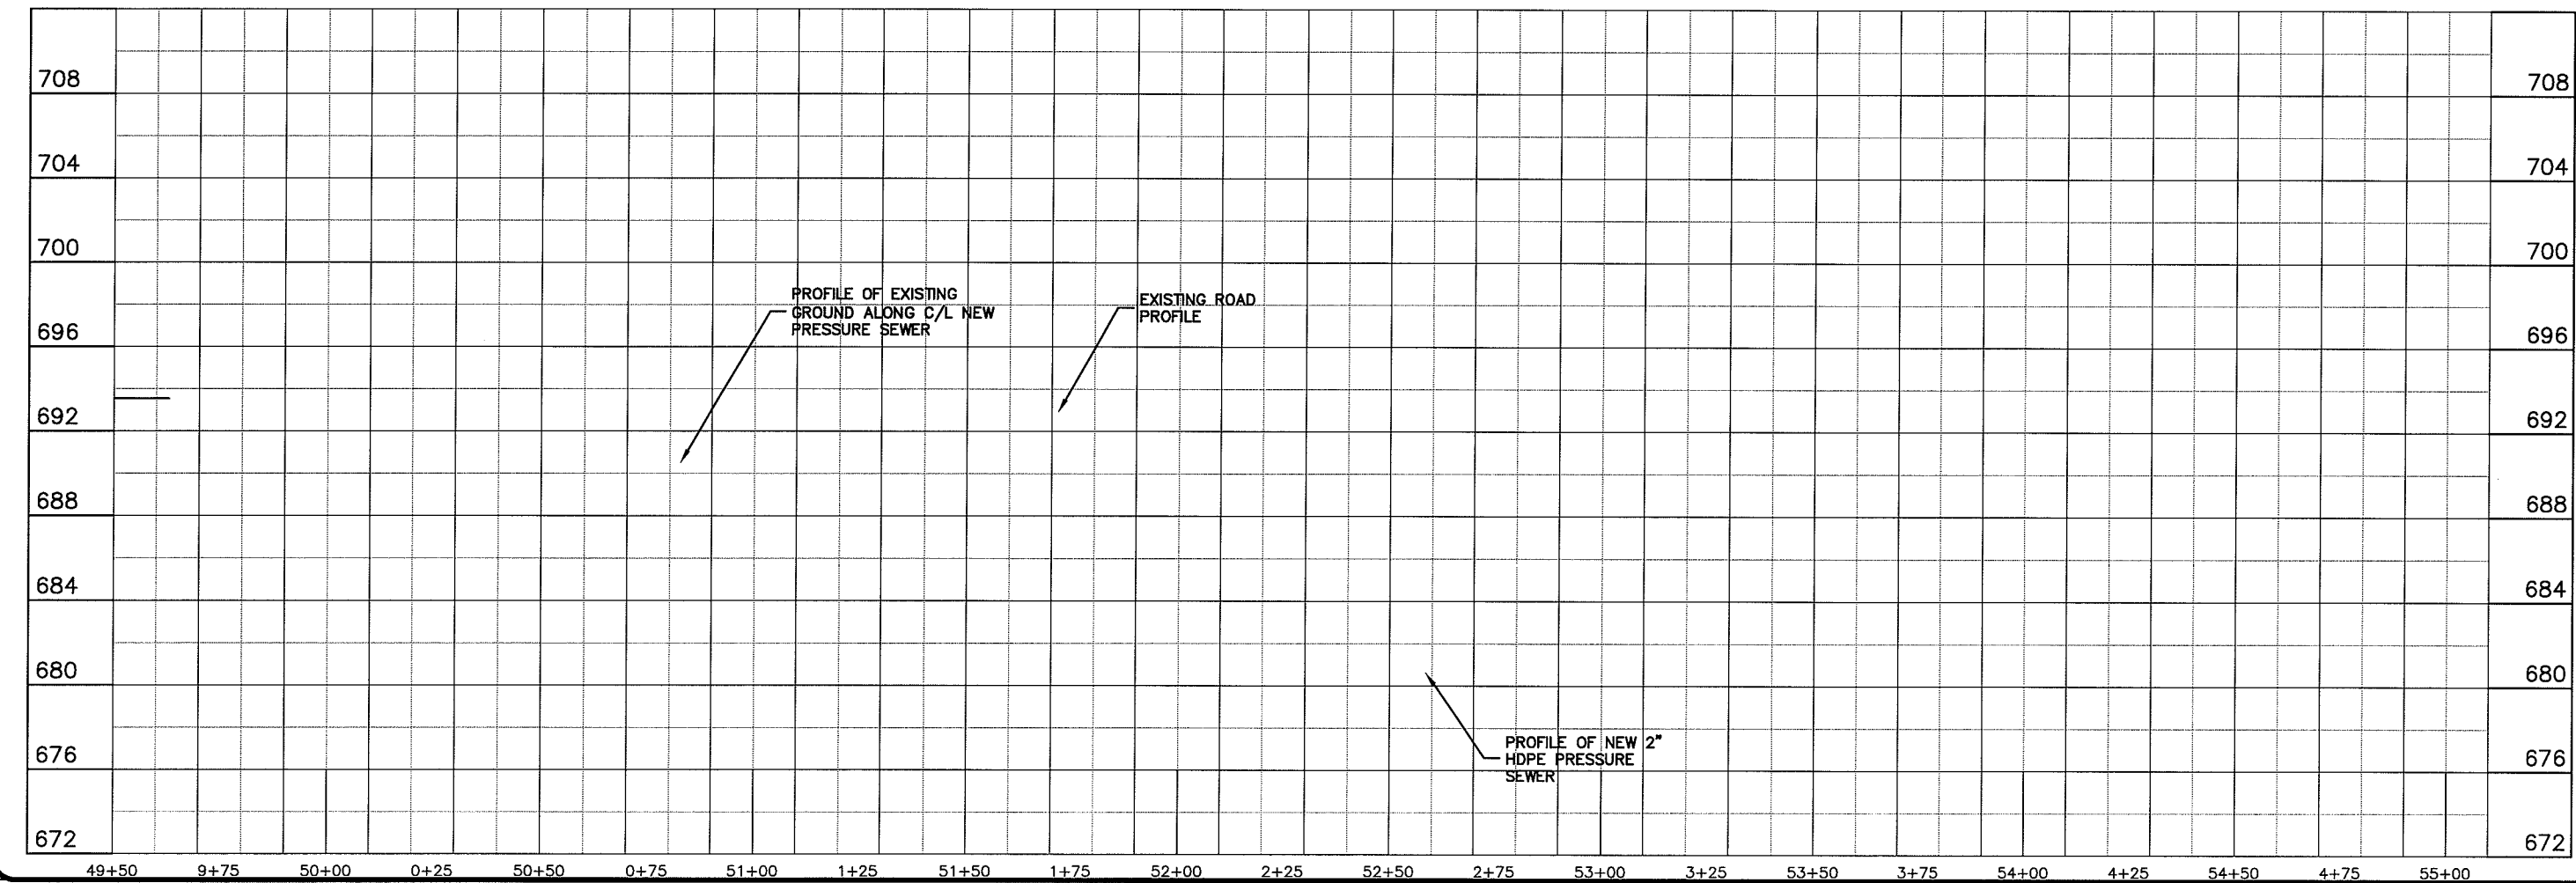 708 708
704 704
700 700
PROFILE OF EXISTING
GROUND ALONG C/L NEW
PRESSURE SEWER
EXISTING ROAD
PROFILE
696 696
692 692
688 688
684 684
680 680
PROFILE OF NEW 2"
HDPE PRESSURE
SEWER
676 676
672 672
49+50 9+75 50+00 0+25 50+50 0+75 51+00 1+25 51+50 1+75 52+00 2+25 52+50 2+75 53+00 3+25 53+50 3+75 54+00 4+25 54+50 4+75 55+00